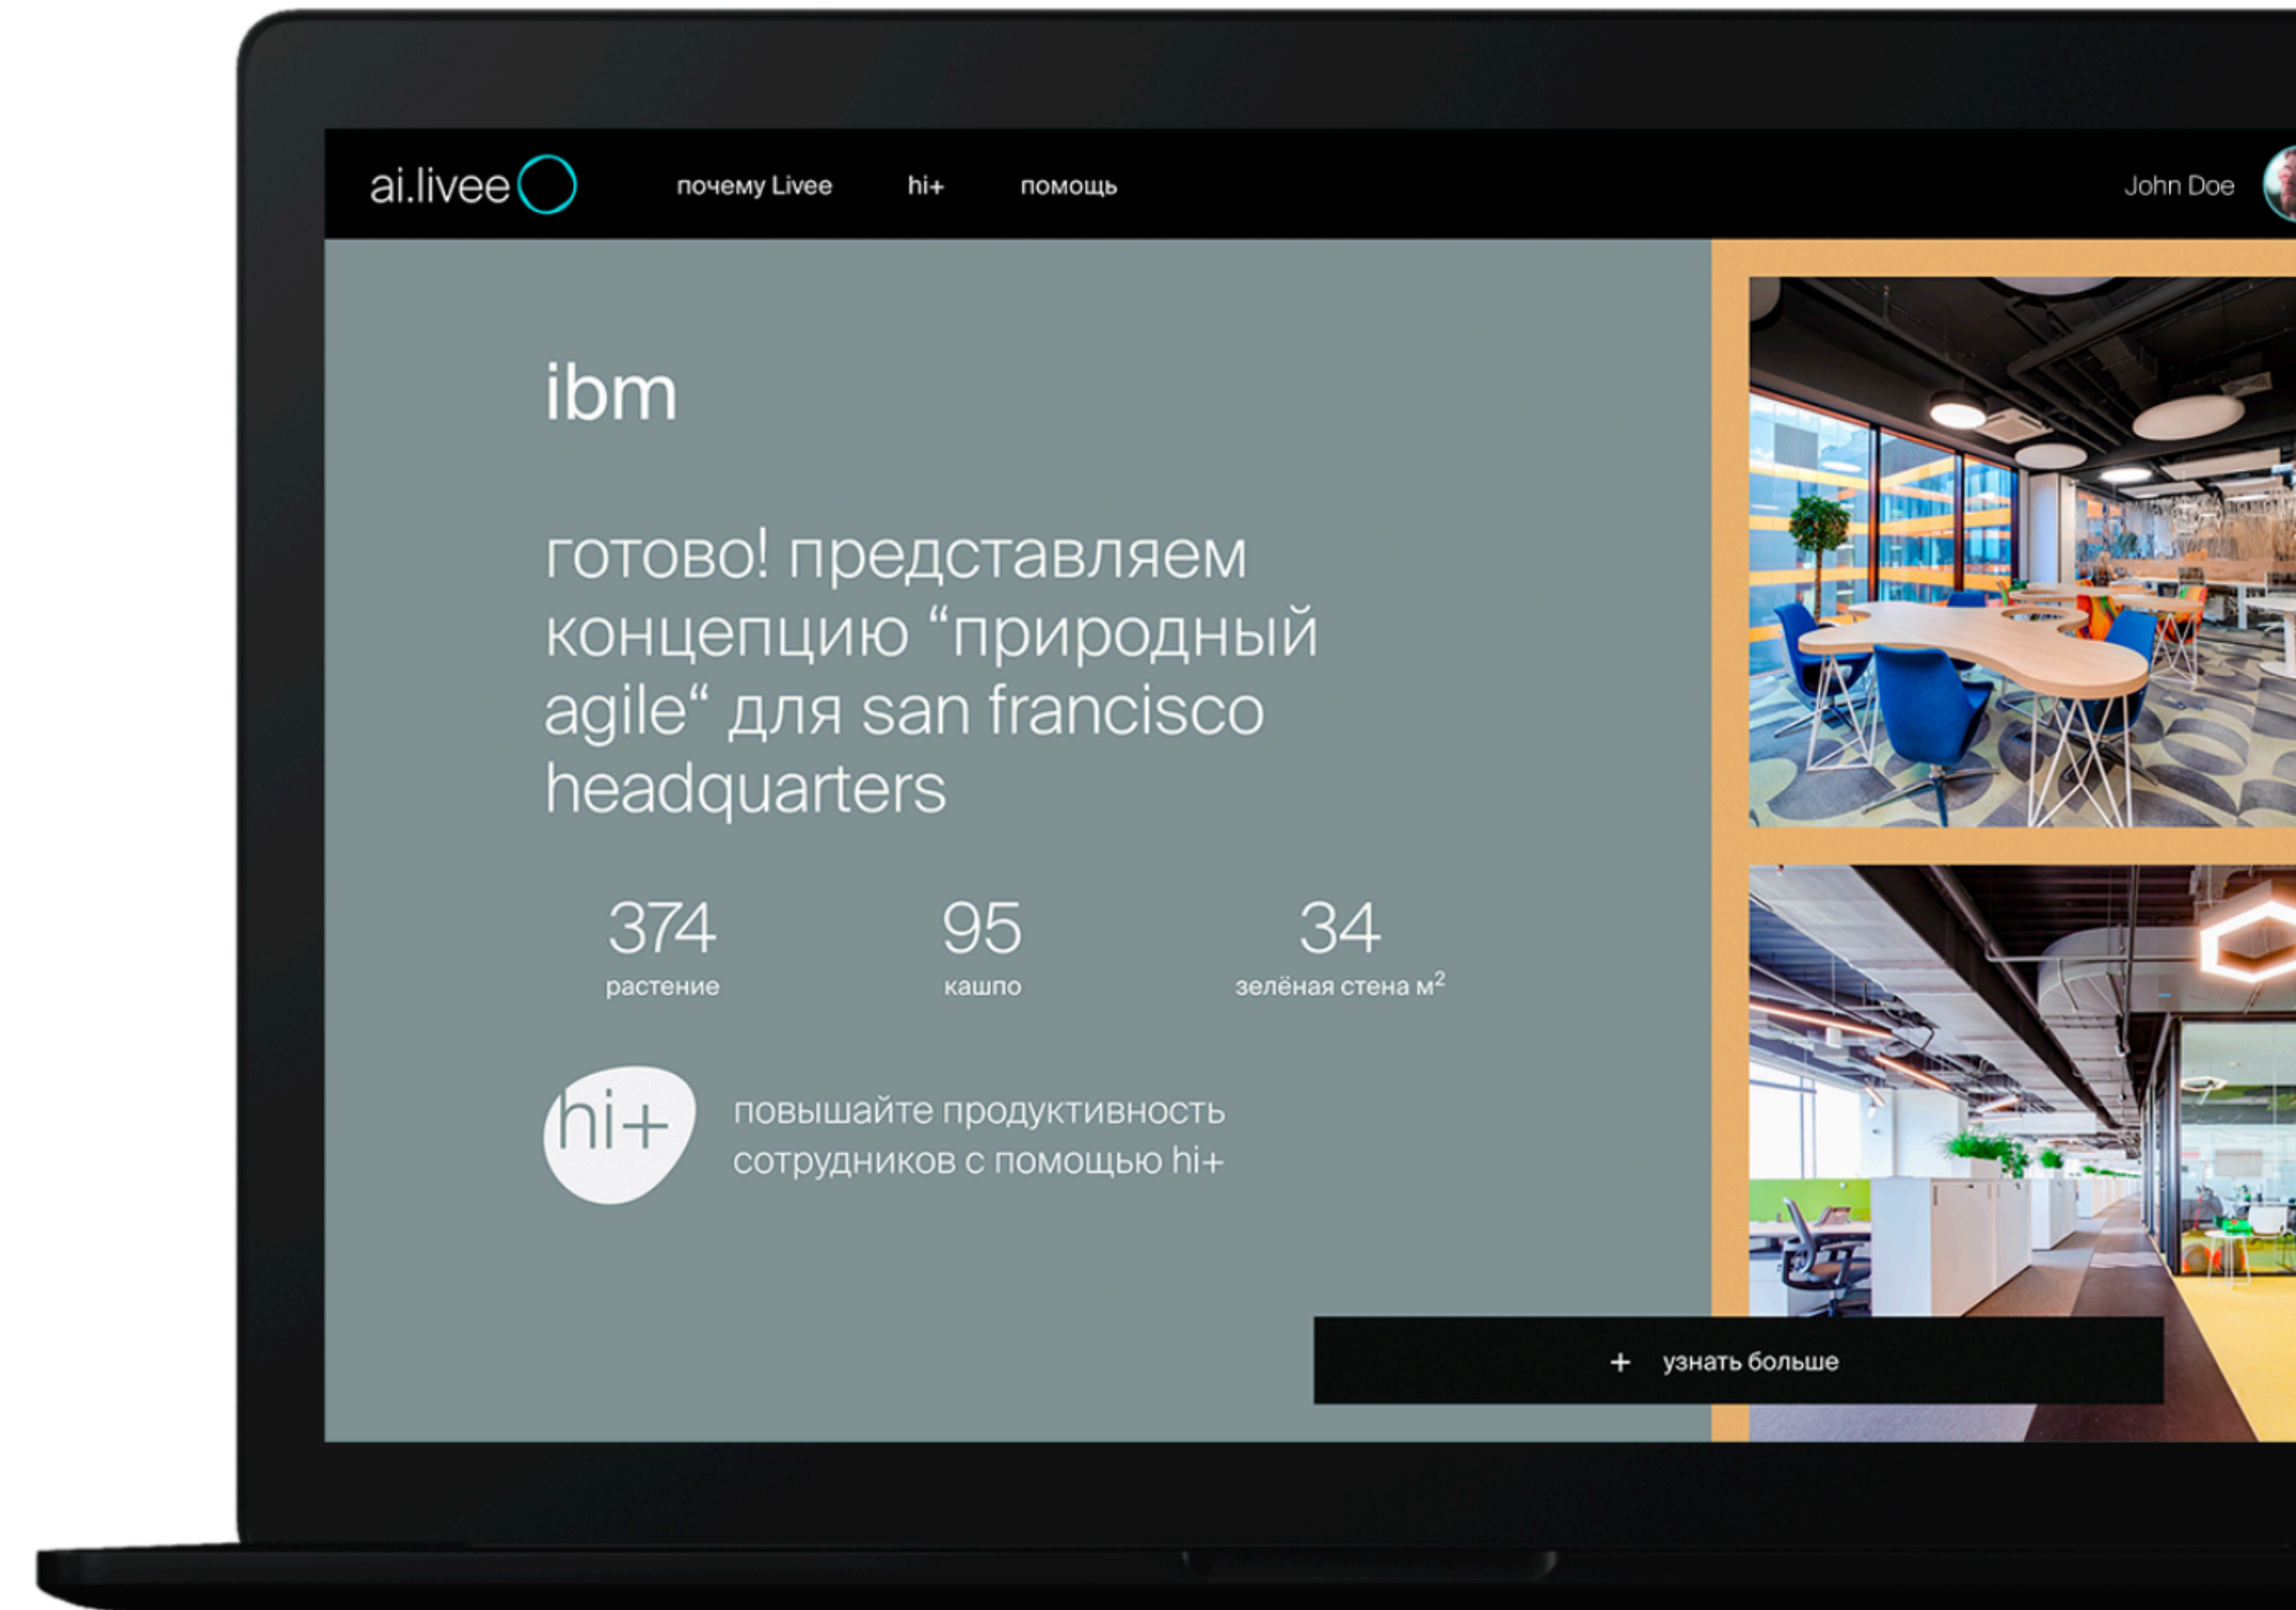 ai.livee
почему Livee
hi+
помощь
John Doe
ibm
готово! представляем
концепцию “природный
agile“ для san francisco
headquarters
374
растение
95
кашпо
34
зелёная стена м²
hi+
повышайте продуктивность
сотрудников с помощью hi+
+ узнать больше